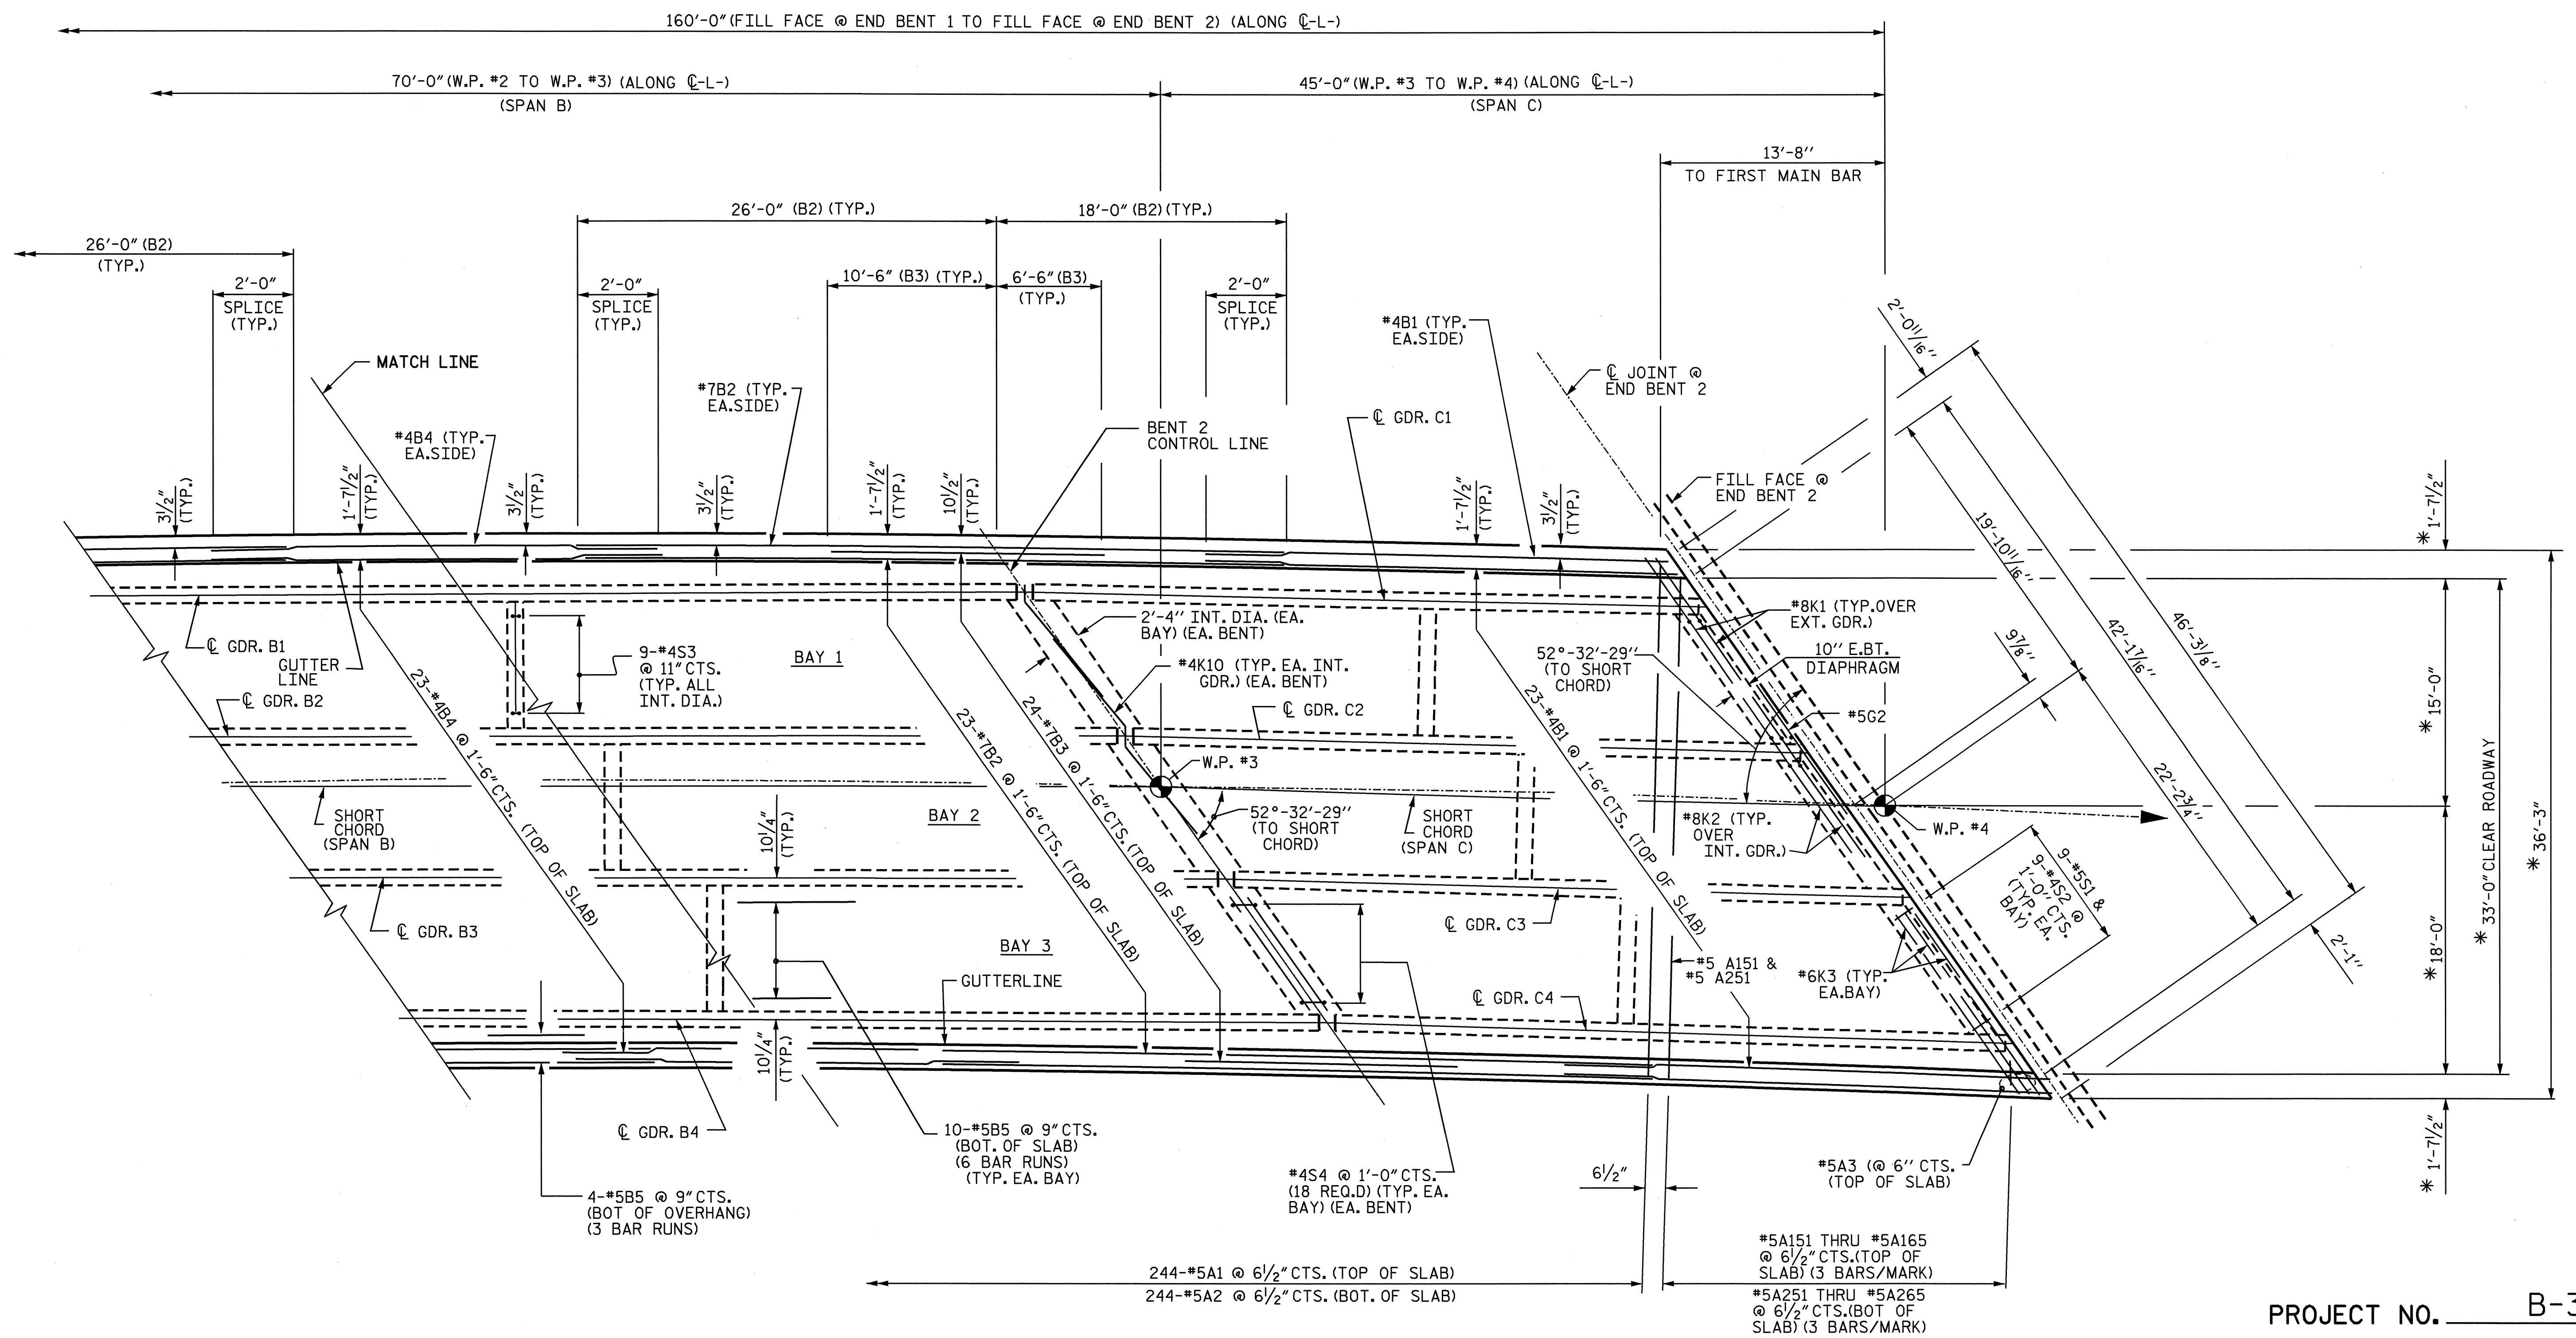 160'-0" (FILL FACE @ END BENT 1 TO FILL FACE @ END BENT 2) (ALONG ℄-L-)
70'-0" (W.P. #2 TO W.P. #3) (ALONG ℄-L-)
(SPAN B)
45'-0" (W.P. #3 TO W.P. #4) (ALONG ℄-L-)
(SPAN C)
13'-8"
TO FIRST MAIN BAR
26'-0" (B2) (TYP.)
18'-0" (B2) (TYP.)
26'-0" (B2)
(TYP.)
2'-0"
SPLICE
(TYP.)
2'-0"
SPLICE
(TYP.)
10'-6" (B3) (TYP.)
6'-6" (B3)
(TYP.)
2'-0"
SPLICE
(TYP.)
MATCH LINE
#4B4 (TYP.
EA.SIDE)
#7B2 (TYP.
EA.SIDE)
BENT 2
CONTROL LINE
#4B1 (TYP.
EA.SIDE)
℄ GDR. C1
℄ JOINT @
END BENT 2
FILL FACE @
END BENT 2
2'-0 11/16"
19'-10 11/16"
42'-1 7/16"
46'-3 1/8"
9 7/8"
22'-2 3/4"
2'-1"
3 1/2"
(TYP.)
1'-7 1/2"
(TYP.)
3 1/2"
(TYP.)
3 1/2"
(TYP.)
1'-7 1/2"
(TYP.)
10 1/2"
(TYP.)
1'-7 1/2"
(TYP.)
3 1/2"
(TYP.)
* 1'-7 1/2"
* 15'-0"
* 18'-0"
* 33'-0" CLEAR ROADWAY
* 36'-3"
* 1'-7 1/2"
℄ GDR. B1
GUTTER
LINE
℄ GDR. B2
9-#4S3
@ 11" CTS.
(TYP. ALL
INT. DIA.)
BAY 1
2'-4" INT. DIA. (EA.
BAY) (EA. BENT)
#4K10 (TYP. EA. INT.
GDR.) (EA. BENT)
℄ GDR. C2
52°-32'-29"
(TO SHORT
CHORD)
#8K1 (TYP.OVER
EXT. GDR.)
10" E.BT.
DIAPHRAGM
#5G2
W.P. #3
W.P. #4
SHORT
CHORD
(SPAN B)
23-#4B4 @ 1'-6" CTS. (TOP OF SLAB)
23-#7B2 @ 1'-6" CTS. (TOP OF SLAB)
24-#7B3 @ 1'-6" CTS. (TOP OF SLAB)
23-#4B1 @ 1'-6" CTS. (TOP OF SLAB)
BAY 2
10 1/4"
(TYP.)
52°-32'-29"
(TO SHORT
CHORD)
SHORT
CHORD
(SPAN C)
#8K2 (TYP.
OVER
INT. GDR.)
9-#5S1 &
9-#4S2 @
1'-0" CTS.
(TYP. EA.
BAY)
℄ GDR. B3
BAY 3
GUTTERLINE
℄ GDR. C3
#5 A151 &
#5 A251
#6K3 (TYP
EA.BAY)
℄ GDR. C4
10 1/4"
(TYP.)
℄ GDR. B4
4-#5B5 @ 9" CTS.
(BOT OF OVERHANG)
(3 BAR RUNS)
10-#5B5 @ 9" CTS.
(BOT. OF SLAB)
(6 BAR RUNS)
(TYP. EA. BAY)
#4S4 @ 1'-0" CTS.
(18 REQ.D) (TYP. EA.
BAY) (EA. BENT)
6 1/2"
#5A3 (@ 6" CTS.
(TOP OF SLAB)
244-#5A1 @ 6 1/2" CTS. (TOP OF SLAB)
244-#5A2 @ 6 1/2" CTS. (BOT. OF SLAB)
#5A151 THRU #5A165
@ 6 1/2" CTS.(TOP OF
SLAB) (3 BARS/MARK)
#5A251 THRU #5A265
@ 6 1/2" CTS.(BOT OF
SLAB) (3 BARS/MARK)
PROJECT NO. B-3